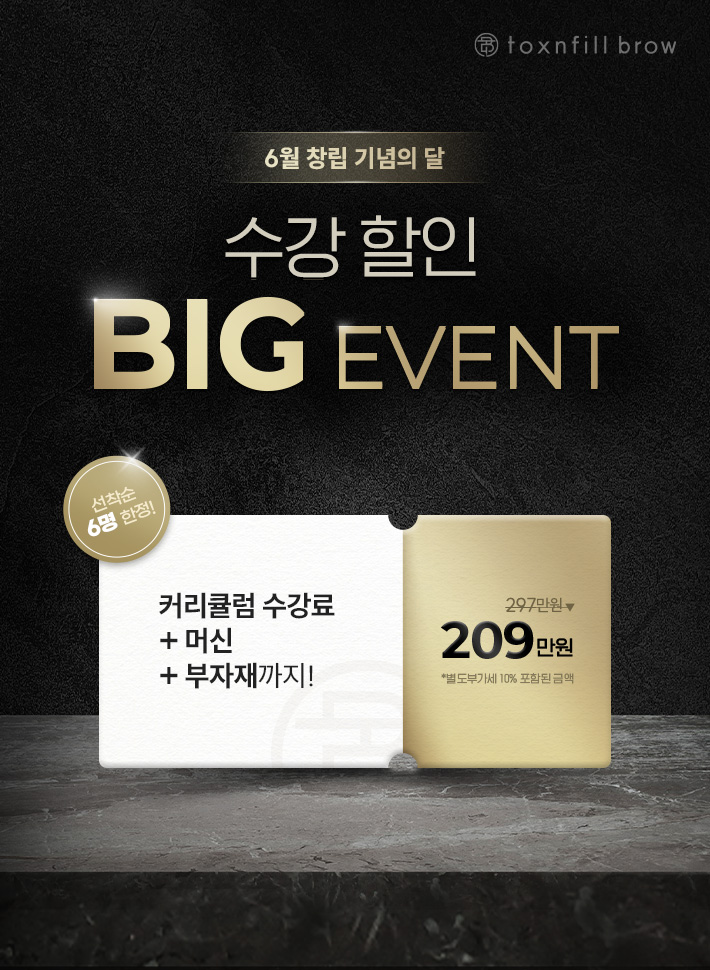 toxnfill brow
6월 창립 기념의 달
수강 할인
BIG EVENT
선착순
6명 한정!
커리큘럼 수강료
+ 머신
+ 부자재까지!
297만원▼
209만원
*별도부가세 10% 포함된 금액